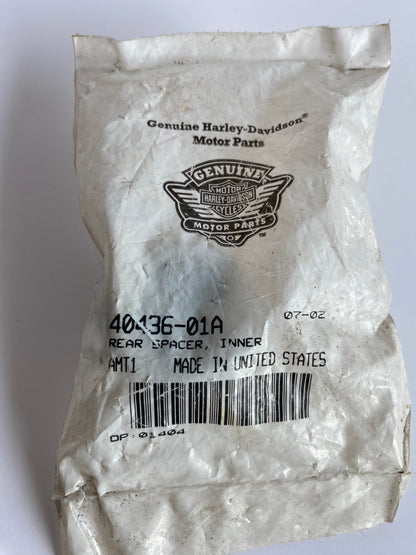 Genuine Harley-Davidson®
Motor Parts
GENUINE
MOTOR
HARLEY-DAVIDSON
CYCLES
MOTOR PARTS
™
40436-01A 07-02
REAR SPACER, INNER
AMT1 MADE IN UNITED STATES
OP:01404